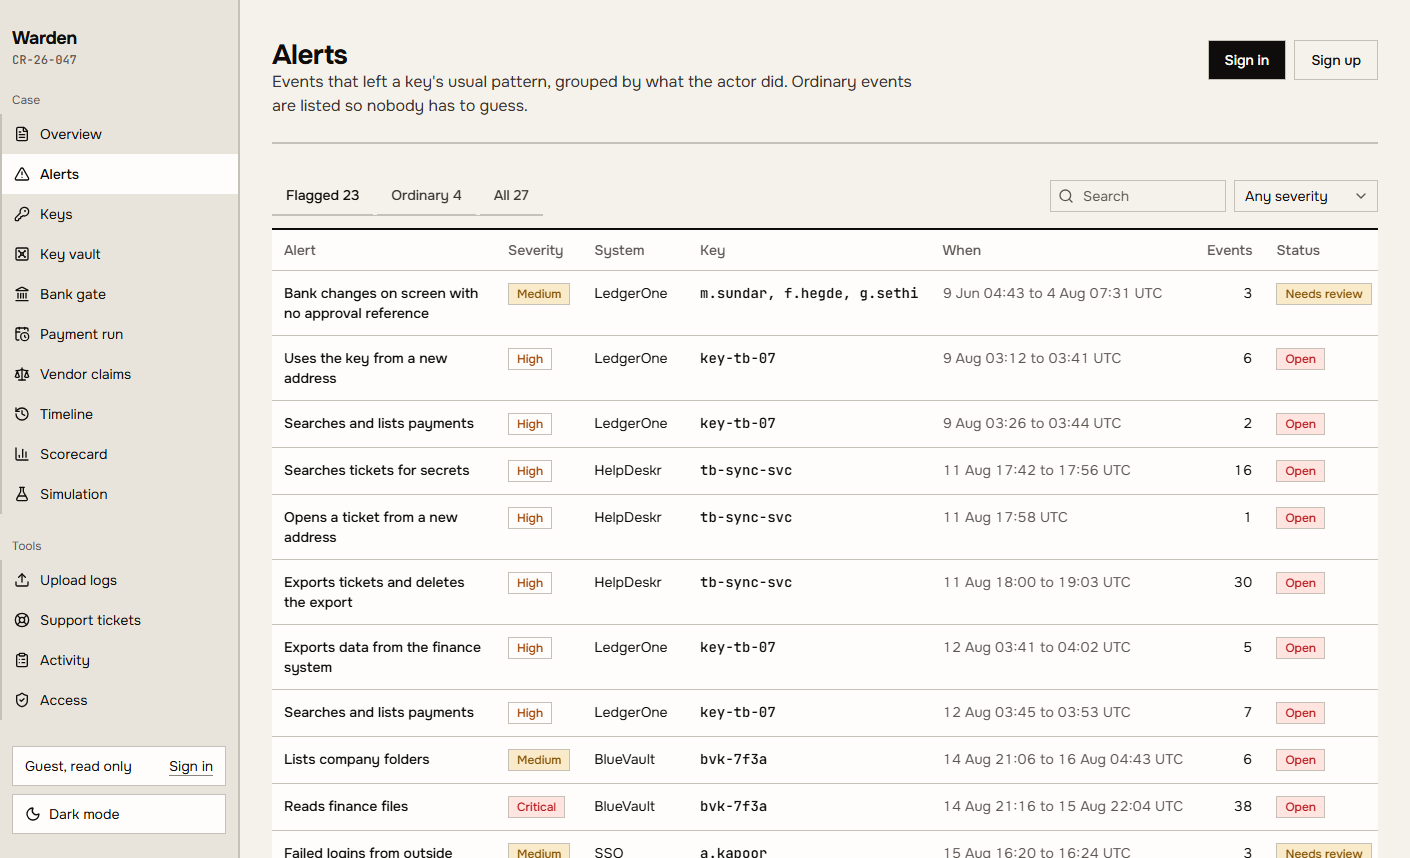 Warden
CR-26-047
Case
Overview
Alerts
Keys
Key vault
Bank gate
Payment run
Vendor claims
Timeline
Scorecard
Simulation
Tools
Upload logs
Support tickets
Activity
Access
Guest, read only Sign in
Dark mode
Alerts
Events that left a key's usual pattern, grouped by what the actor did. Ordinary events
are listed so nobody has to guess.
Sign in Sign up
Flagged 23 Ordinary 4 All 27 Search Any severity
Alert Severity System Key When Events Status
Bank changes on screen with Medium LedgerOne m.sundar, f.hegde, g.sethi 9 Jun 04:43 to 4 Aug 07:31 UTC 3 Needs review
no approval reference
Uses the key from a new High LedgerOne key-tb-07 9 Aug 03:12 to 03:41 UTC 6 Open
address
Searches and lists payments High LedgerOne key-tb-07 9 Aug 03:26 to 03:44 UTC 2 Open
Searches tickets for secrets High HelpDeskr tb-sync-svc 11 Aug 17:42 to 17:56 UTC 16 Open
Opens a ticket from a new High HelpDeskr tb-sync-svc 11 Aug 17:58 UTC 1 Open
address
Exports tickets and deletes High HelpDeskr tb-sync-svc 11 Aug 18:00 to 19:03 UTC 30 Open
the export
Exports data from the finance High LedgerOne key-tb-07 12 Aug 03:41 to 04:02 UTC 5 Open
system
Searches and lists payments High LedgerOne key-tb-07 12 Aug 03:45 to 03:53 UTC 7 Open
Lists company folders Medium BlueVault bvk-7f3a 14 Aug 21:06 to 16 Aug 04:43 UTC 6 Open
Reads finance files Critical BlueVault bvk-7f3a 14 Aug 21:16 to 15 Aug 22:04 UTC 38 Open
Failed logins from outside Medium SSO a.kapoor 15 Aug 16:20 to 16:24 UTC 3 Needs review